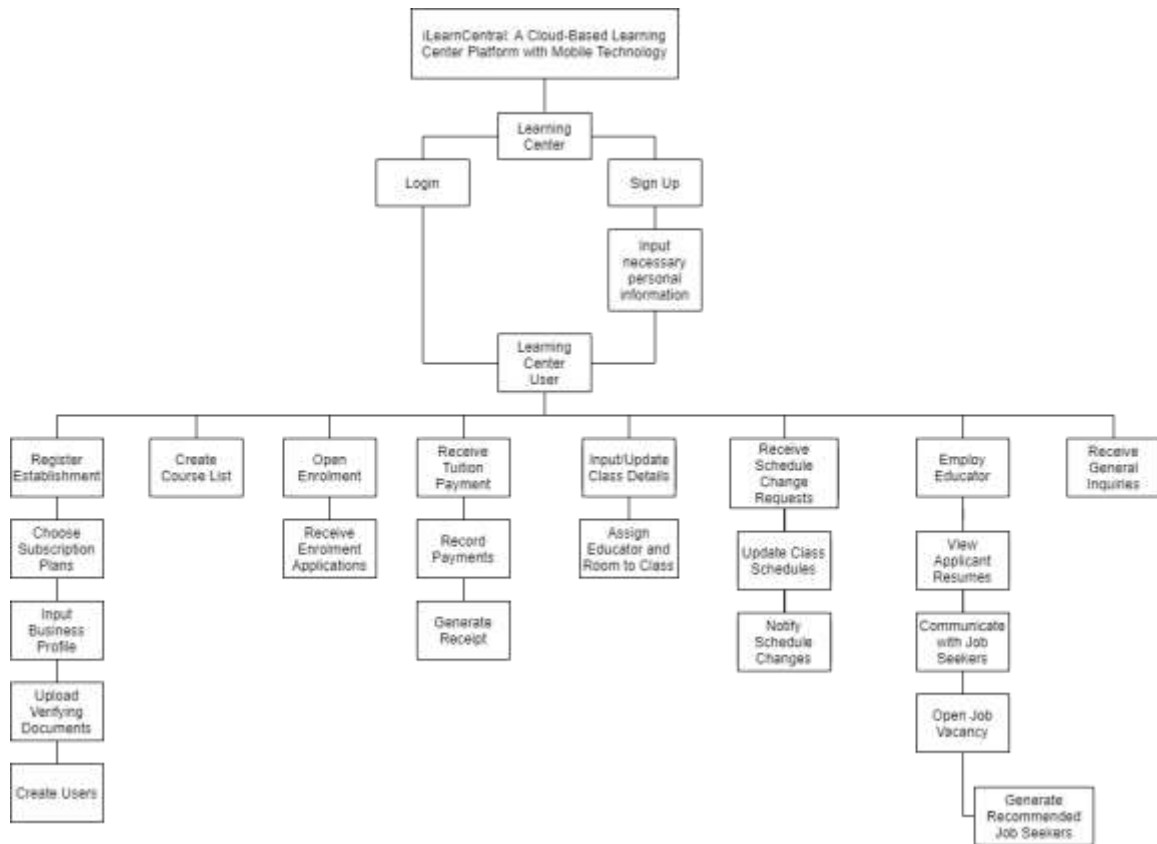 iLearnCentral: A Cloud-Based Learning
Center Platform with Mobile Technology
Learning
Center
Login
Sign Up
Input
necessary
personal
information
Learning
Center
User
Register
Establishment
Create
Course List
Open
Enrolment
Receive
Tuition
Payment
Input/Update
Class Details
Receive
Schedule
Change
Requests
Employ
Educator
Receive
General
Inquiries
Choose
Subscription
Plans
Receive
Enrolment
Applications
Record
Payments
Assign
Educator and
Room to Class
Update Class
Schedules
View
Applicant
Resumes
Input
Business
Profile
Generate
Receipt
Notify
Schedule
Changes
Communicate
with Job
Seekers
Upload
Verifying
Documents
Open Job
Vacancy
Create Users
Generate
Recommended
Job Seekers